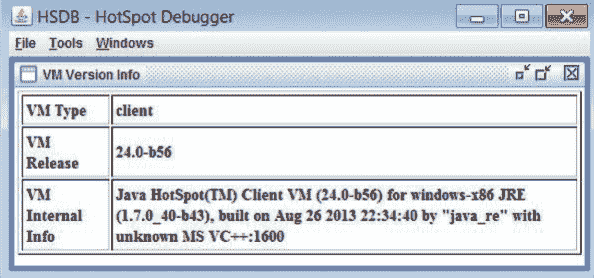 HSDB - HotSpot Debugger
File Tools Windows
VM Version Info
VM Type client
VM
Release
24.0-b56
VM
Internal
Info
Java HotSpot(TM) Client VM (24.0-b56) for windows-x86 JRE
(1.7.0_40-b43), built on Aug 26 2013 22:34:40 by "java_re" with
unknown MS VC++:1600